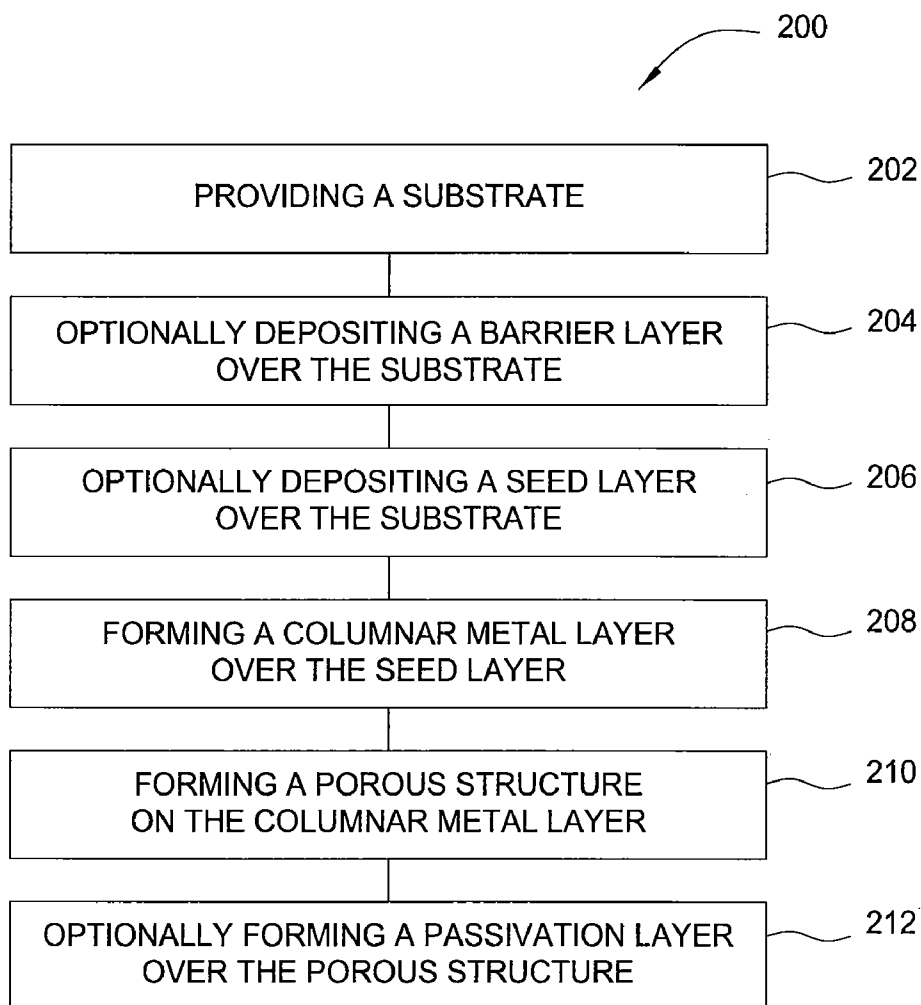 200
PROVIDING A SUBSTRATE
202
OPTIONALLY DEPOSITING A BARRIER LAYER
OVER THE SUBSTRATE
204
OPTIONALLY DEPOSITING A SEED LAYER
OVER THE SUBSTRATE
206
FORMING A COLUMNAR METAL LAYER
OVER THE SEED LAYER
208
FORMING A POROUS STRUCTURE
ON THE COLUMNAR METAL LAYER
210
OPTIONALLY FORMING A PASSIVATION LAYER
OVER THE POROUS STRUCTURE
212